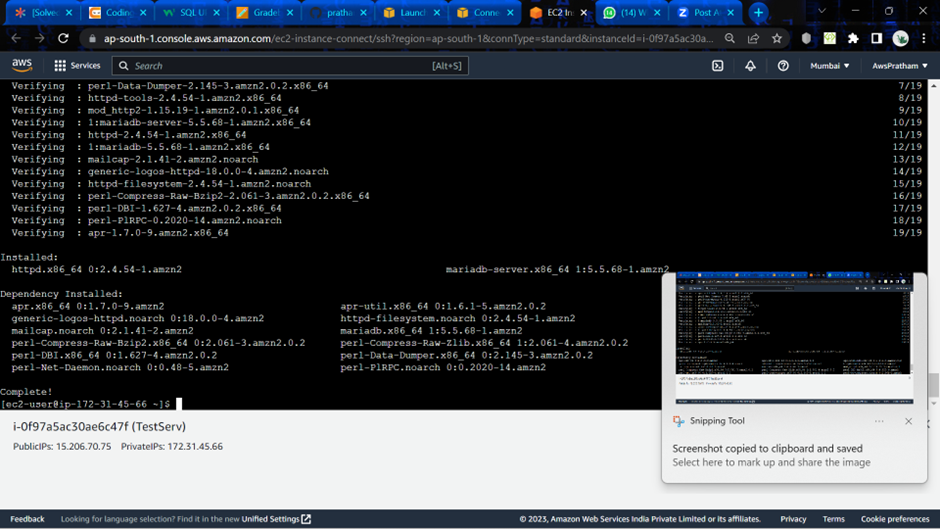 {Solve
Coding
SQL U
Gradel
pratha
Launc
Conne
EC2 In
(14) W
Post A
ap-south-1.console.aws.amazon.com/ec2-instance-connect/ssh?region=ap-south-1&connType=standard&instanceId=i-0f97a5ac30...
aws Services Search [Alt+S] Mumbai AwsPratham
Verifying : perl-Data-Dumper-2.145-3.amzn2.0.2.x86_64 7/19
Verifying : httpd-tools-2.4.54-1.amzn2.x86_64 8/19
Verifying : mod_http2-1.15.19-1.amzn2.0.1.x86_64 9/19
Verifying : 1:mariadb-server-5.5.68-1.amzn2.x86_64 10/19
Verifying : httpd-2.4.54-1.amzn2.x86_64 11/19
Verifying : 1:mariadb-5.5.68-1.amzn2.x86_64 12/19
Verifying : mailcap-2.1.41-2.amzn2.noarch 13/19
Verifying : generic-logos-httpd-18.0.0-4.amzn2.noarch 14/19
Verifying : httpd-filesystem-2.4.54-1.amzn2.noarch 15/19
Verifying : perl-Compress-Raw-Bzip2-2.061-3.amzn2.0.2.x86_64 16/19
Verifying : perl-DBI-1.627-4.amzn2.0.2.x86_64 17/19
Verifying : perl-PlRPC-0.2020-14.amzn2.noarch 18/19
Verifying : apr-1.7.0-9.amzn2.x86_64 19/19
Installed:
httpd.x86_64 0:2.4.54-1.amzn2 mariadb-server.x86_64 1:5.5.68-1.amzn2
Dependency Installed:
apr.x86_64 0:1.7.0-9.amzn2 apr-util.x86_64 0:1.6.1-5.amzn2.0.2
generic-logos-httpd.noarch 0:18.0.0-4.amzn2 httpd-filesystem.noarch 0:2.4.54-1.amzn2
mailcap.noarch 0:2.1.41-2.amzn2 mariadb.x86_64 1:5.5.68-1.amzn2
perl-Compress-Raw-Bzip2.x86_64 0:2.061-3.amzn2.0.2 perl-Compress-Raw-Zlib.x86_64 1:2.061-4.amzn2.0.2
perl-DBI.x86_64 0:1.627-4.amzn2.0.2 perl-Data-Dumper.x86_64 0:2.145-3.amzn2.0.2
perl-Net-Daemon.noarch 0:0.48-5.amzn2 perl-PlRPC.noarch 0:0.2020-14.amzn2
Complete!
[ec2-user@ip-172-31-45-66 ~]$
i-0f97a5ac30ae6c47f (TestServ)
PublicIPs: 15.206.70.75 PrivateIPs: 172.31.45.66
Snipping Tool
Screenshot copied to clipboard and saved
Select here to mark up and share the image
Feedback Looking for language selection? Find it in the new Unified Settings © 2023, Amazon Web Services India Private Limited or its affiliates. Privacy Terms Cookie preferences